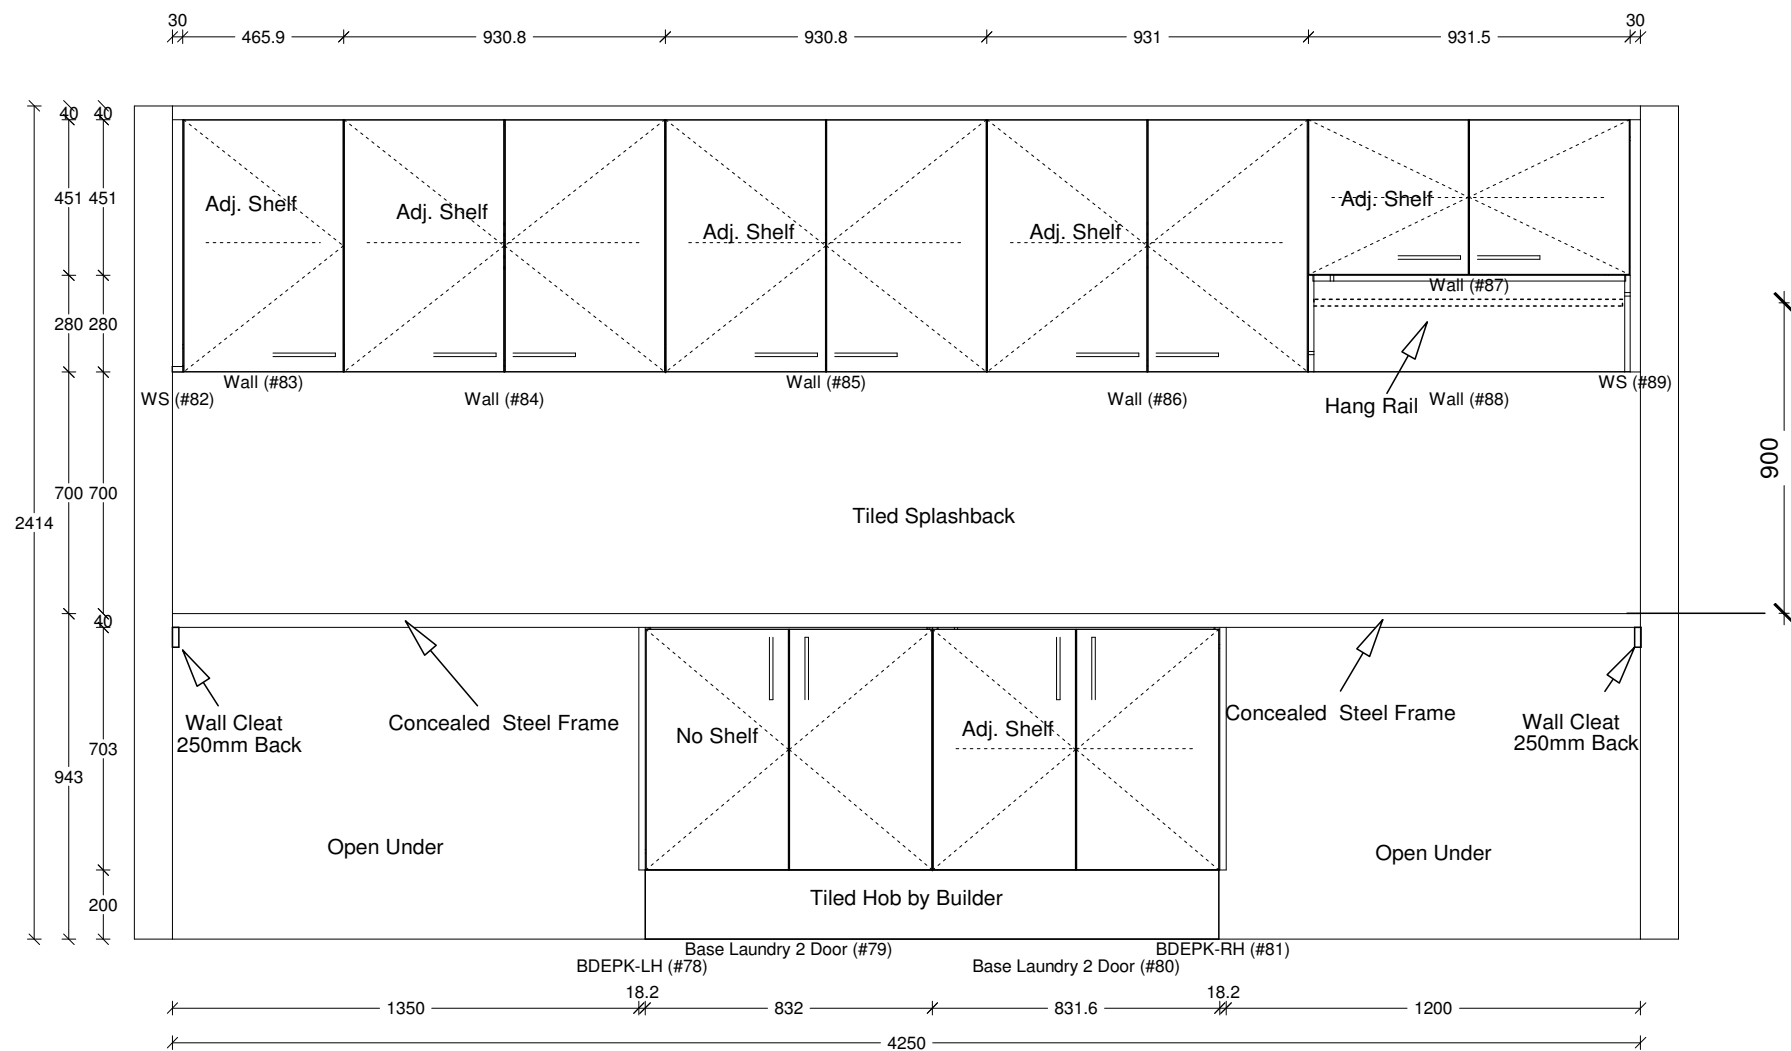 30
30
465.9
930.8
930.8
931
931.5
40
40
Adj. Shelf
Adj. Shelf
Adj. Shelf
Adj. Shelf
Adj. Shelf
451
451
Wall (#87)
280
280
Wall (#83)
Wall (#85)
WS (#89)
WS (#82)
Wall (#84)
Wall (#86)
Hang Rail
Wall (#88)
900
700
700
Tiled Splashback
2414
40
Wall Cleat
250mm Back
Concealed Steel Frame
No Shelf
Adj. Shelf
Concealed Steel Frame
Wall Cleat
250mm Back
703
943
Open Under
Open Under
200
Tiled Hob by Builder
Base Laundry 2 Door (#79)
BDEPK-RH (#81)
BDEPK-LH (#78)
Base Laundry 2 Door (#80)
18.2
18.2
1350
832
831.6
1200
4250